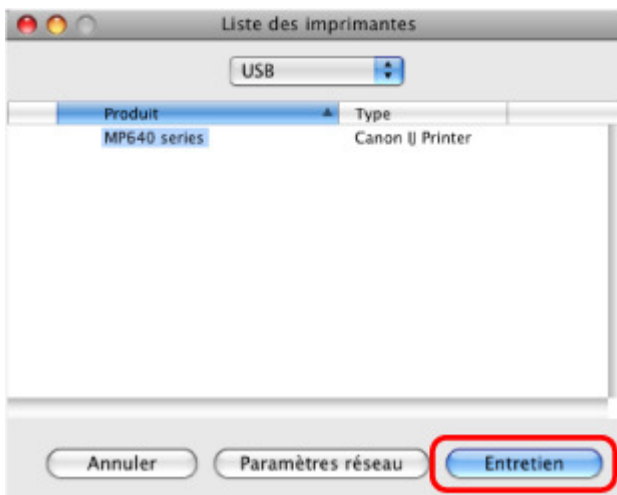 Liste des imprimantes
USB
Produit Type
MP640 series Canon IJ Printer
Annuler Paramètres réseau Entretien